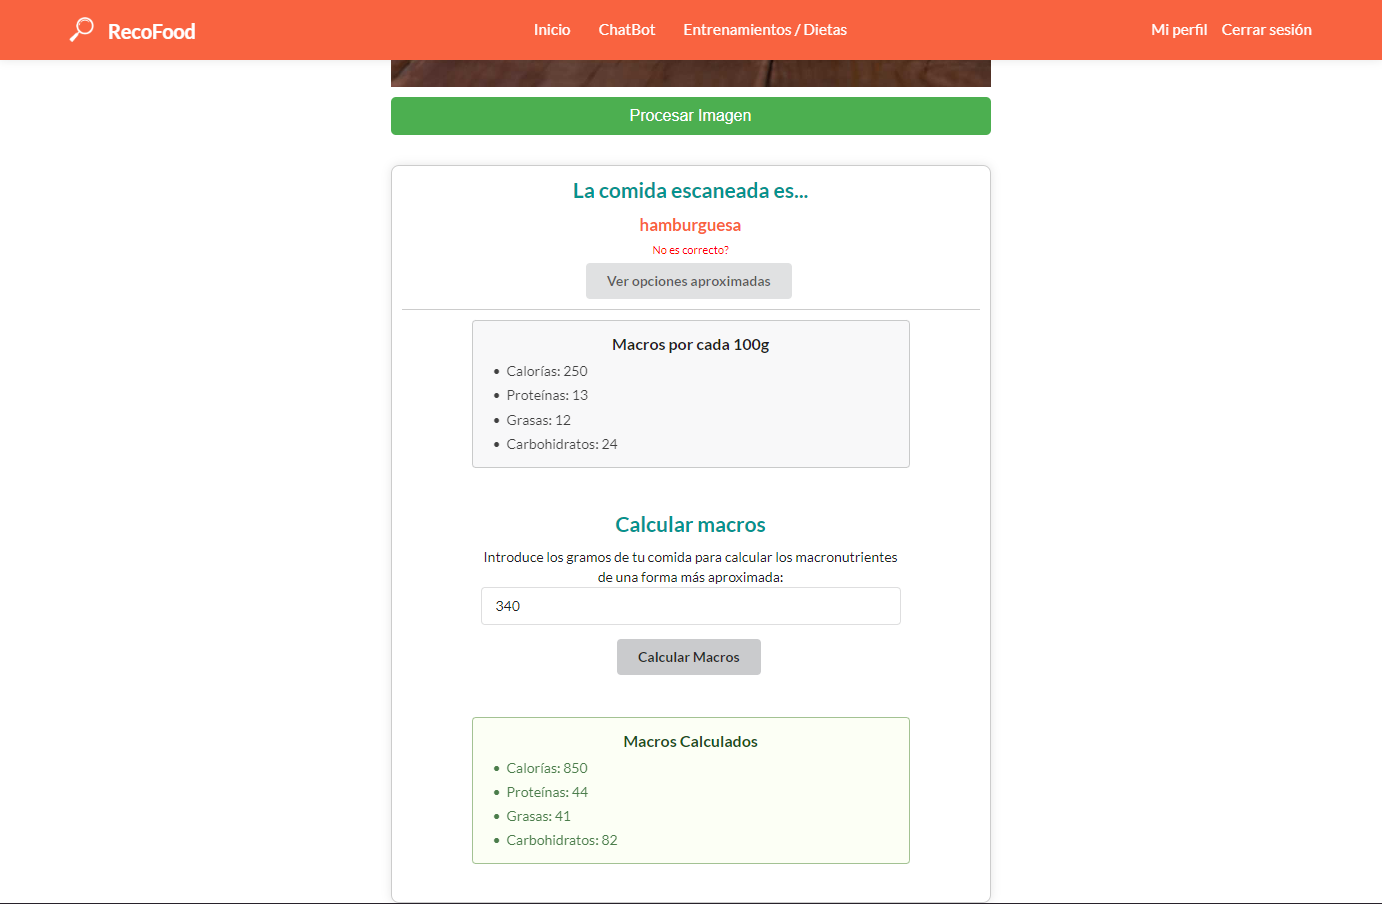 RecoFood
Inicio
ChatBot
Entrenamientos / Dietas
Mi perfil
Cerrar sesión
Procesar Imagen
La comida escaneada es...
hamburguesa
No es correcto?
Ver opciones aproximadas
Macros por cada 100g
• Calorías: 250
• Proteínas: 13
• Grasas: 12
• Carbohidratos: 24
Calcular macros
Introduce los gramos de tu comida para calcular los macronutrientes
de una forma más aproximada:
340
Calcular Macros
Macros Calculados
• Calorías: 850
• Proteínas: 44
• Grasas: 41
• Carbohidratos: 82